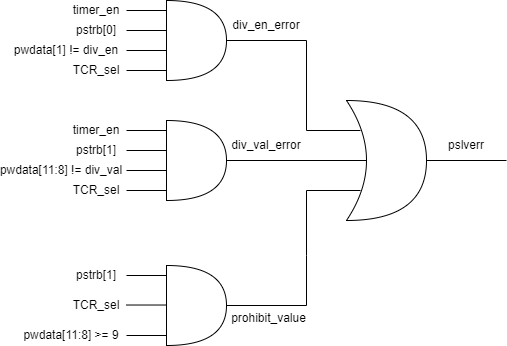 timer_en
pstrb[0]
pwdata[1] != div_en
TCR_sel
div_en_error
timer_en
pstrb[1]
pwdata[11:8] != div_val
TCR_sel
div_val_error
pslverr
pstrb[1]
TCR_sel
pwdata[11:8] >= 9
prohibit_value